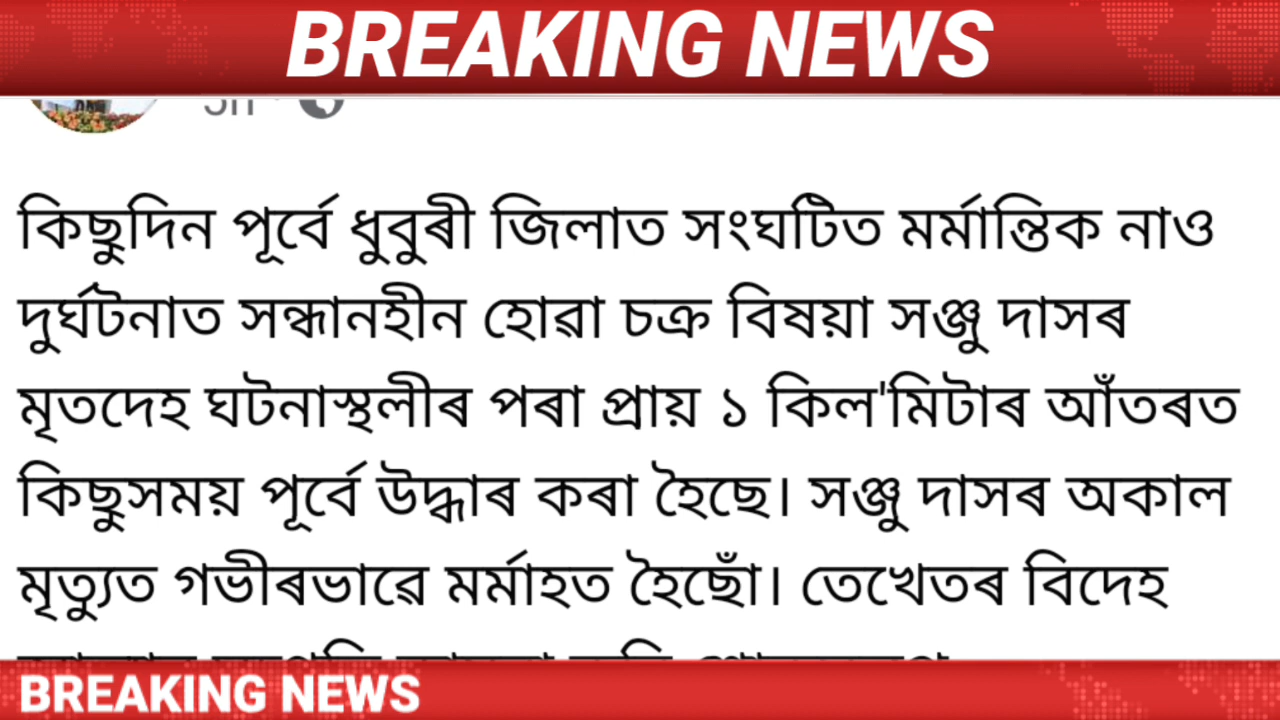 BREAKING NEWS
5h
কিছুদিন পূৰ্বে ধুবুৰী জিলাত সংঘটিত মৰ্মান্তিক নাও
দুৰ্ঘটনাত সন্ধানহীন হোৱা চক্ৰ বিষয়া সঞ্জু দাসৰ
মৃতদেহ ঘটনাস্থলীৰ পৰা প্ৰায় ১ কিল'মিটাৰ আঁতৰত
কিছুসময় পূৰ্বে উদ্ধাৰ কৰা হৈছে। সঞ্জু দাসৰ অকাল
মৃত্যুত গভীৰভাৱে মৰ্মাহত হৈছোঁ। তেখেতৰ বিদেহ
BREAKING NEWS